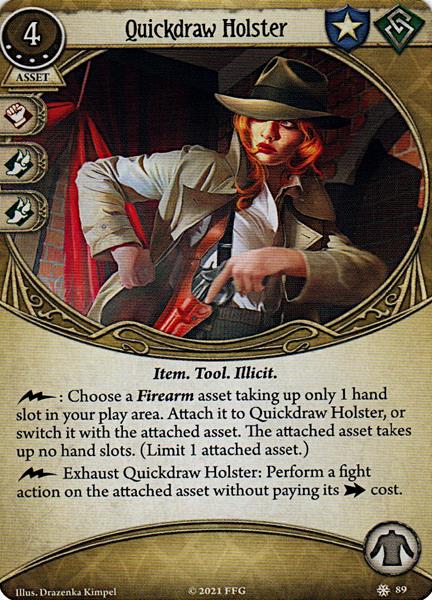 Quickdraw Holster
4
ASSET
Item. Tool. Illicit.
: Choose a Firearm asset taking up only 1 hand
slot in your play area. Attach it to Quickdraw Holster, or
switch it with the attached asset. The attached asset takes
up no hand slots. (Limit 1 attached asset.)
Exhaust Quickdraw Holster: Perform a fight
action on the attached asset without paying its cost.
Illus. Drazenka Kimpel
© 2021 FFG
89